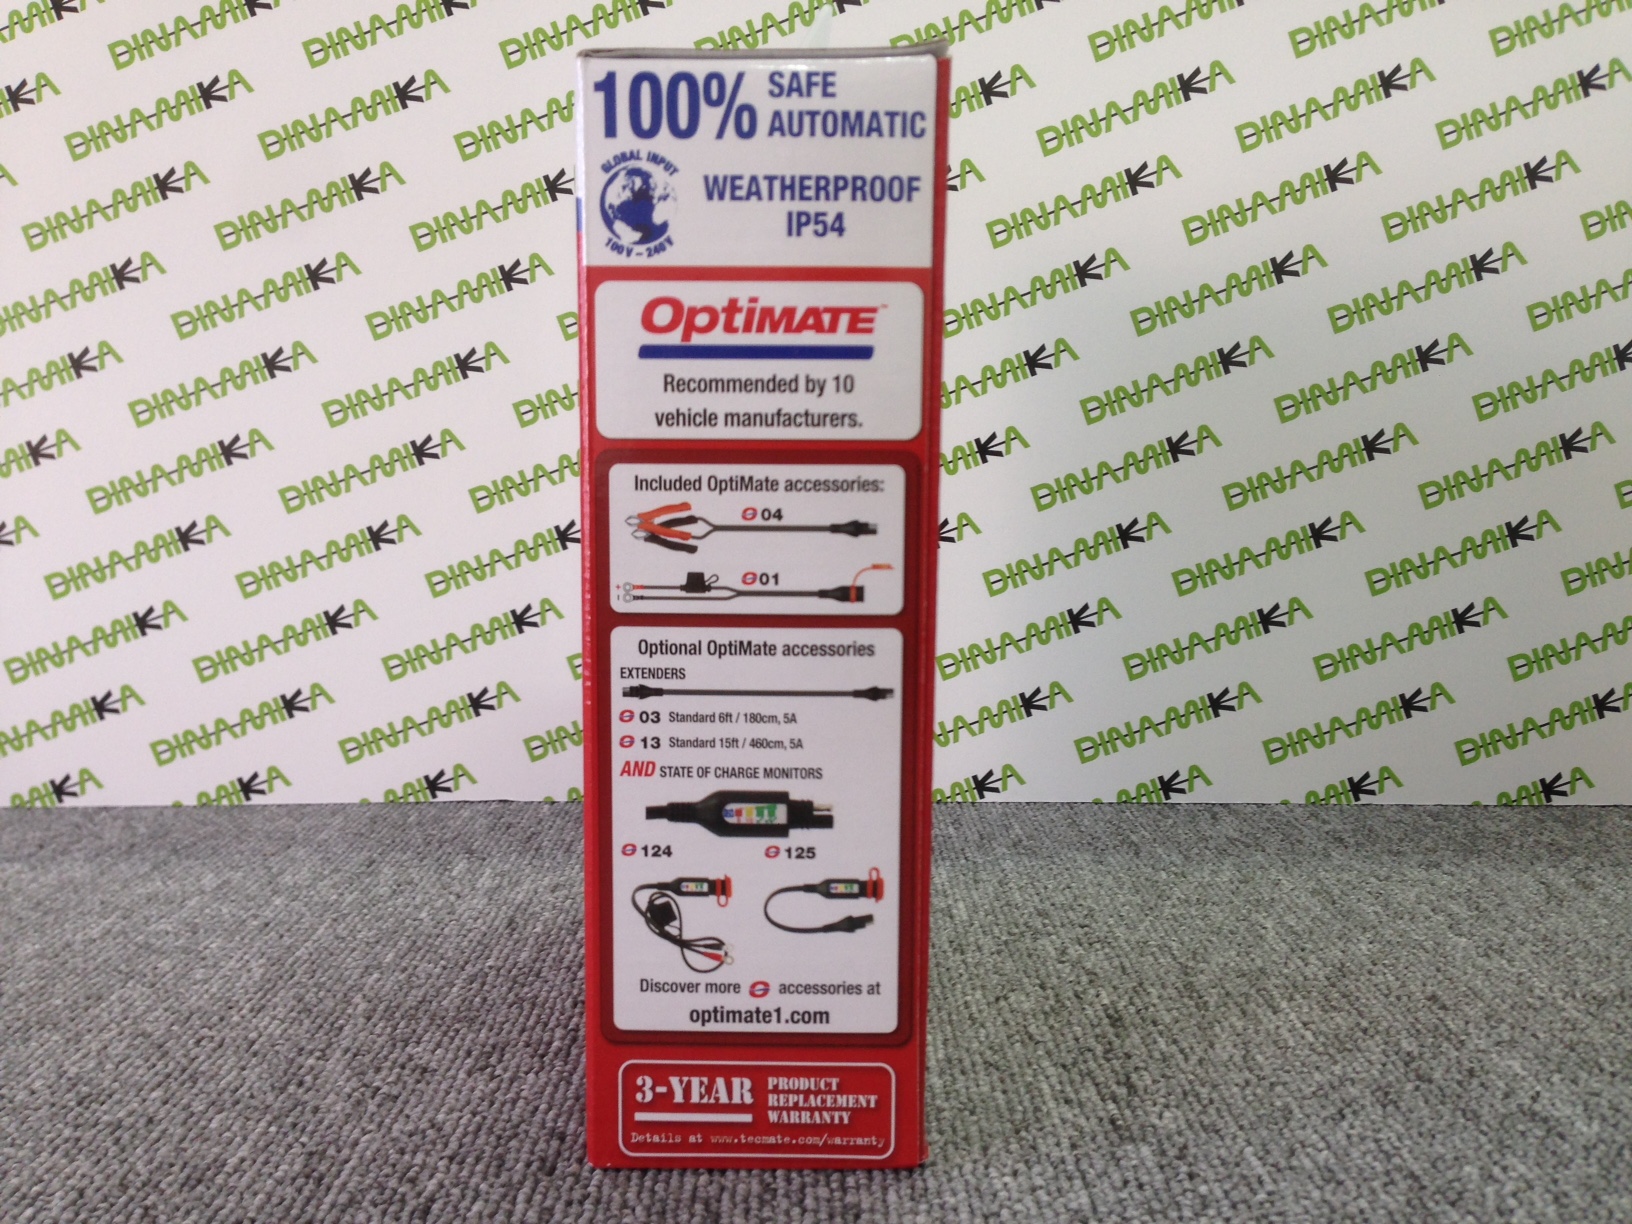 100% SAFE
AUTOMATIC
GLOBAL INPUT
100V - 240V
WEATHERPROOF
IP54
OptiMATE™
Recommended by 10
vehicle manufacturers.
Included OptiMate accessories:
04
+
-
01
Optional OptiMate accessories
EXTENDERS
03 Standard 6ft / 180cm, 5A
13 Standard 15ft / 460cm, 5A
AND STATE OF CHARGE MONITORS
124 125
Discover more accessories at
optimate1.com
3-YEAR PRODUCT
REPLACEMENT
WARRANTY
Details at www.tecmate.com/warranty
DINAMIKA